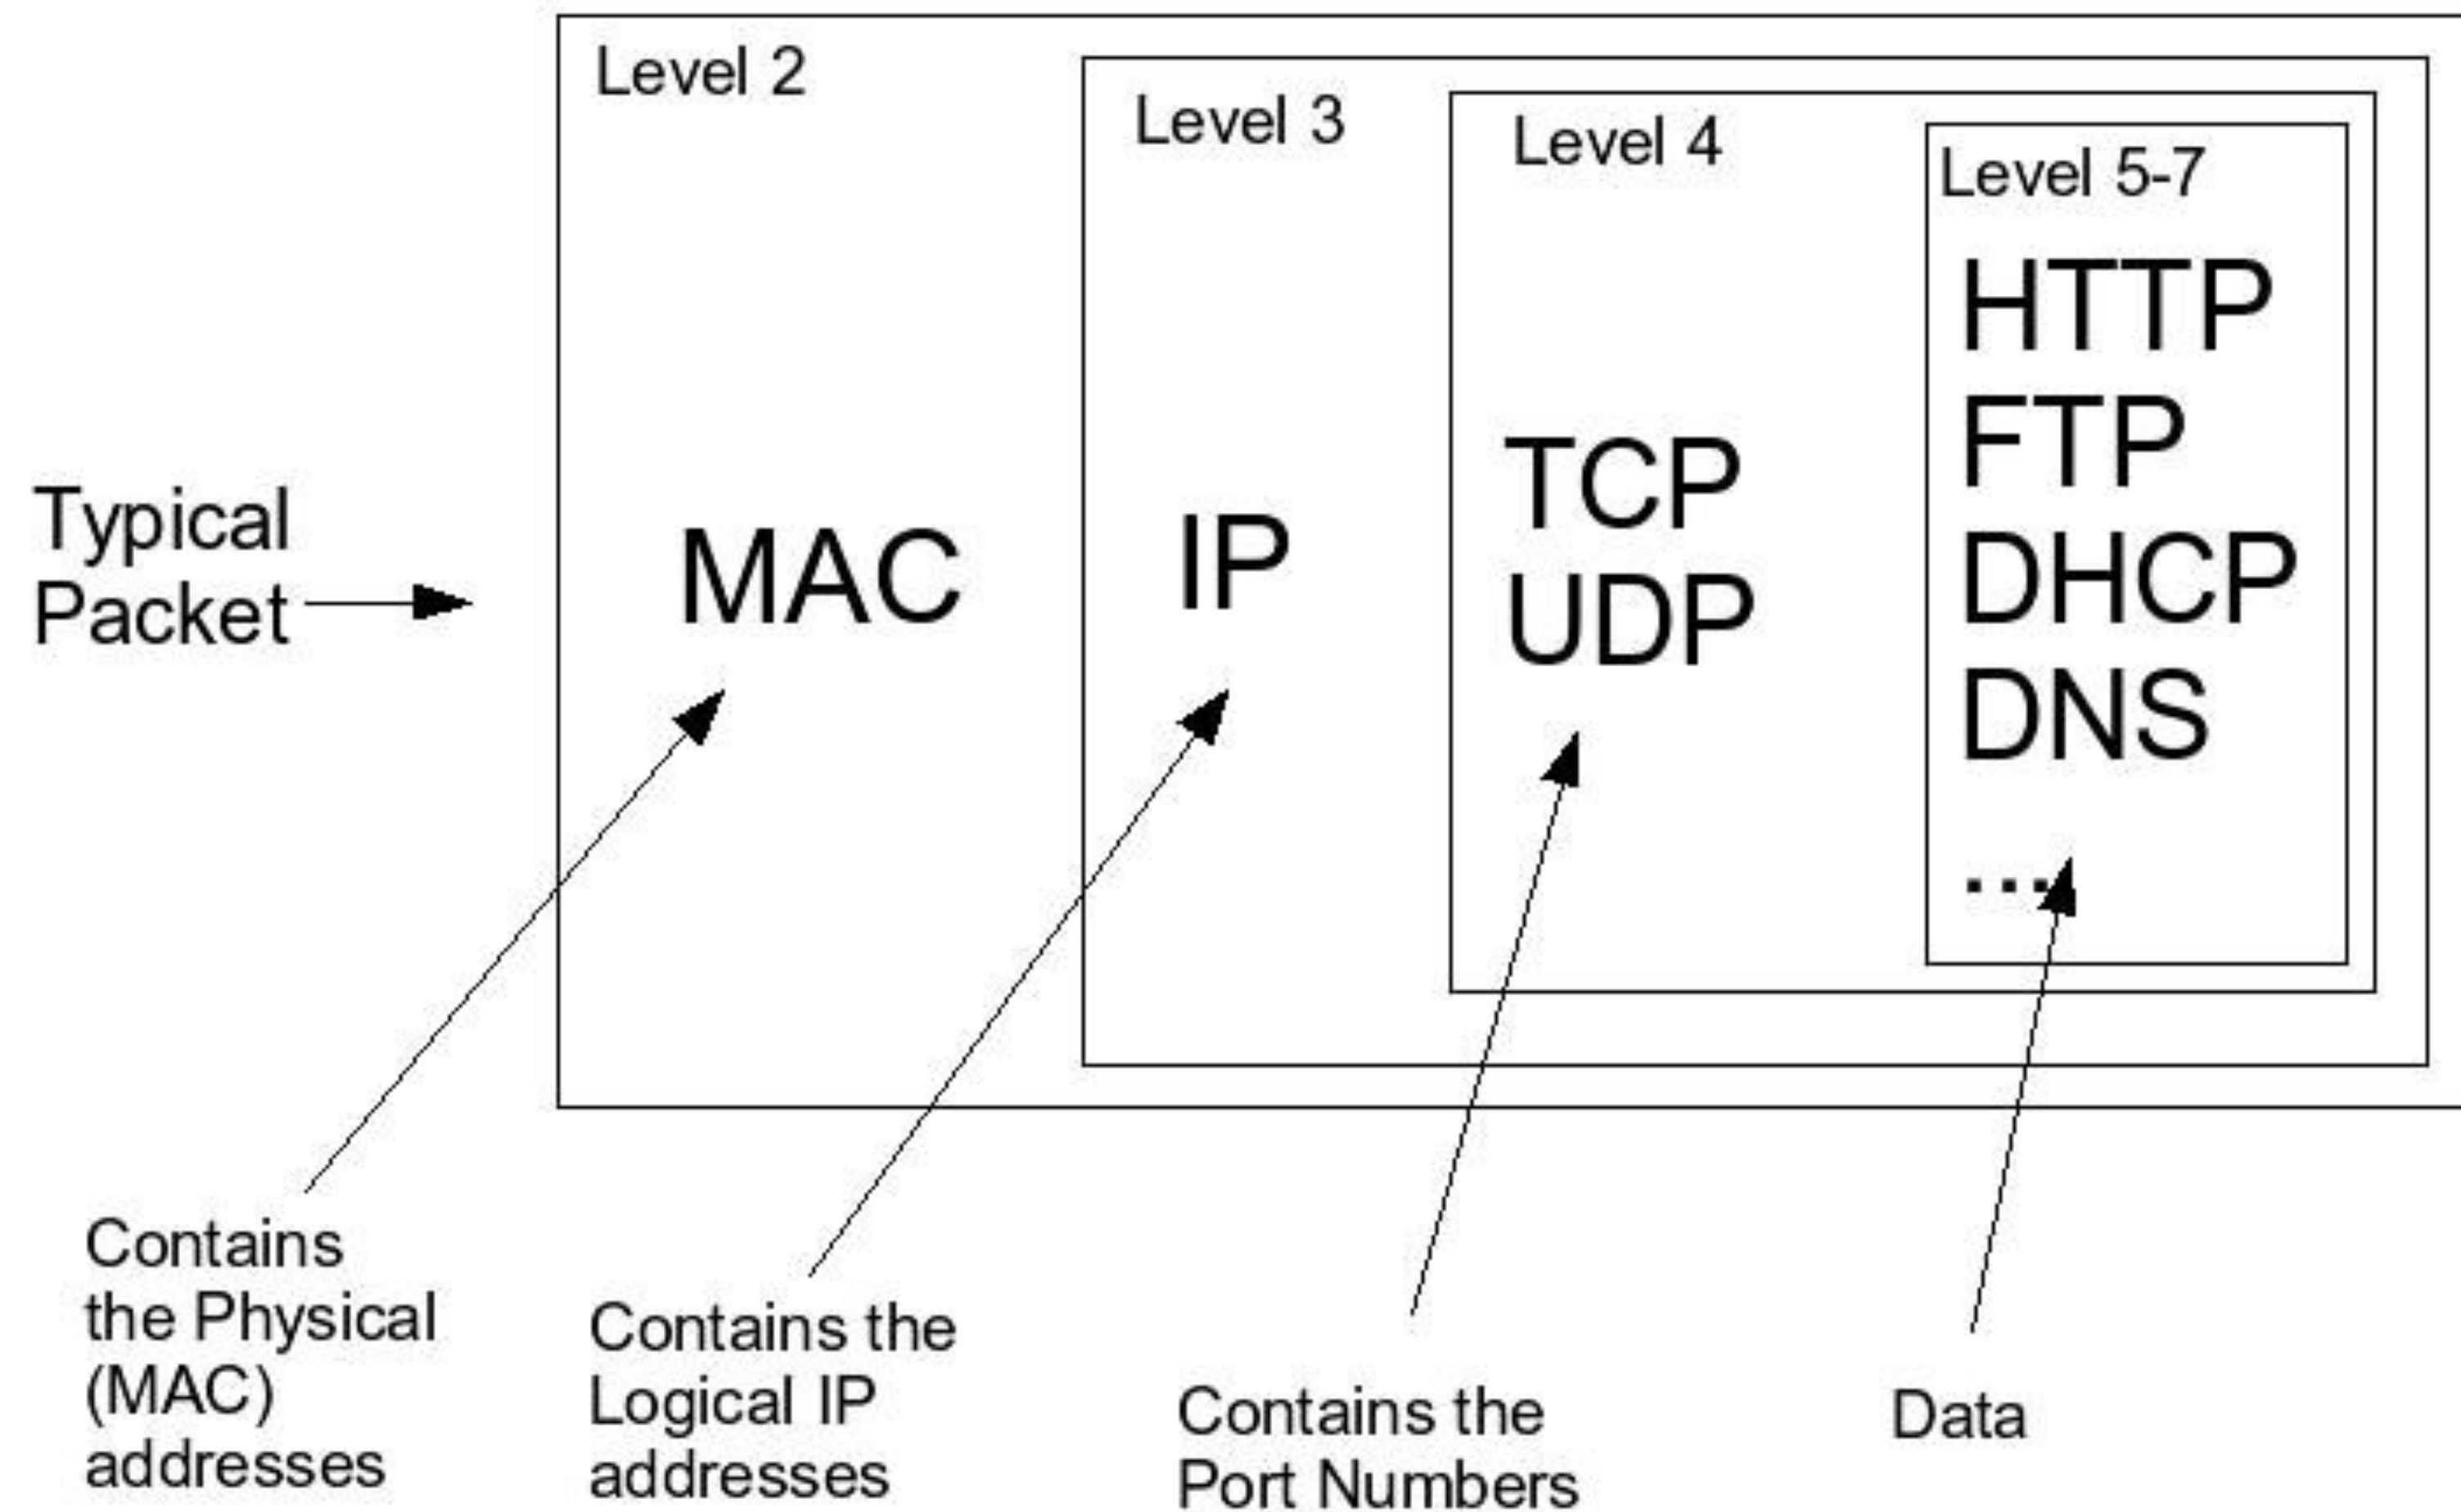 Level 2
Level 3
Level 4
Level 5-7
HTTP
FTP
DHCP
DNS
...
TCP
UDP
IP
MAC
Typical
Packet
Contains
the Physical
(MAC)
addresses
Contains the
Logical IP
addresses
Contains the
Port Numbers
Data